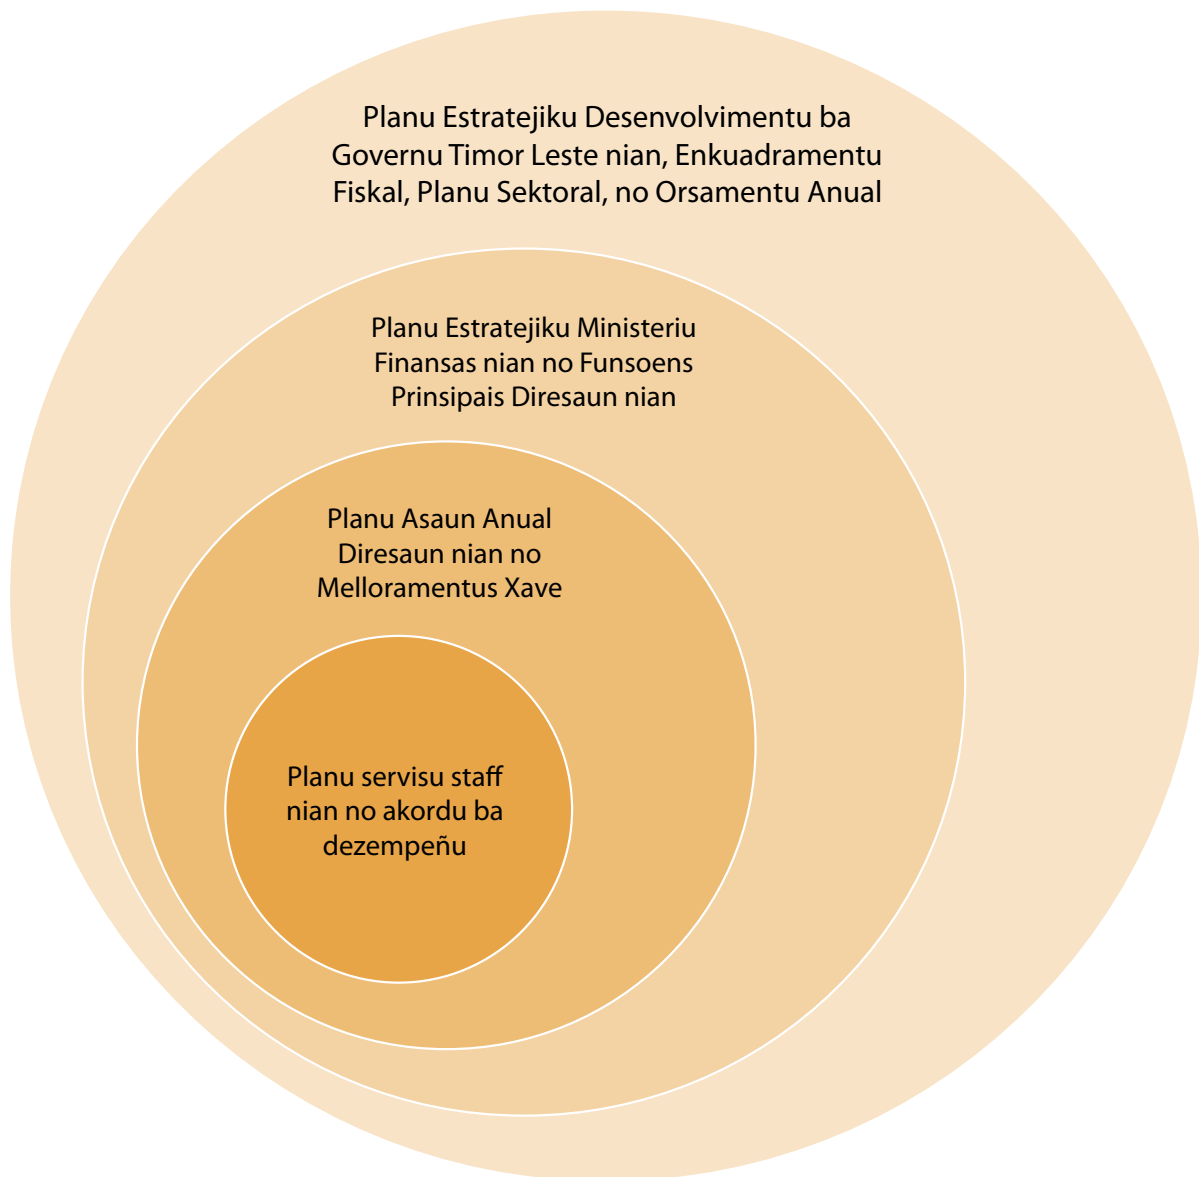 Planu Estratejiku Desenvolvimentu ba
Governu Timor Leste nian, Enkuadramentu
Fiskal, Planu Sektoral, no Orsamentu Anual
Planu Estratejiku Ministeriu
Finansas nian no Funsoens
Prinsipais Diresaun nian
Planu Asaun Anual
Diresaun nian no
Melloramentus Xave
Planu servisu staff
nian no akordu ba
dezempeñu